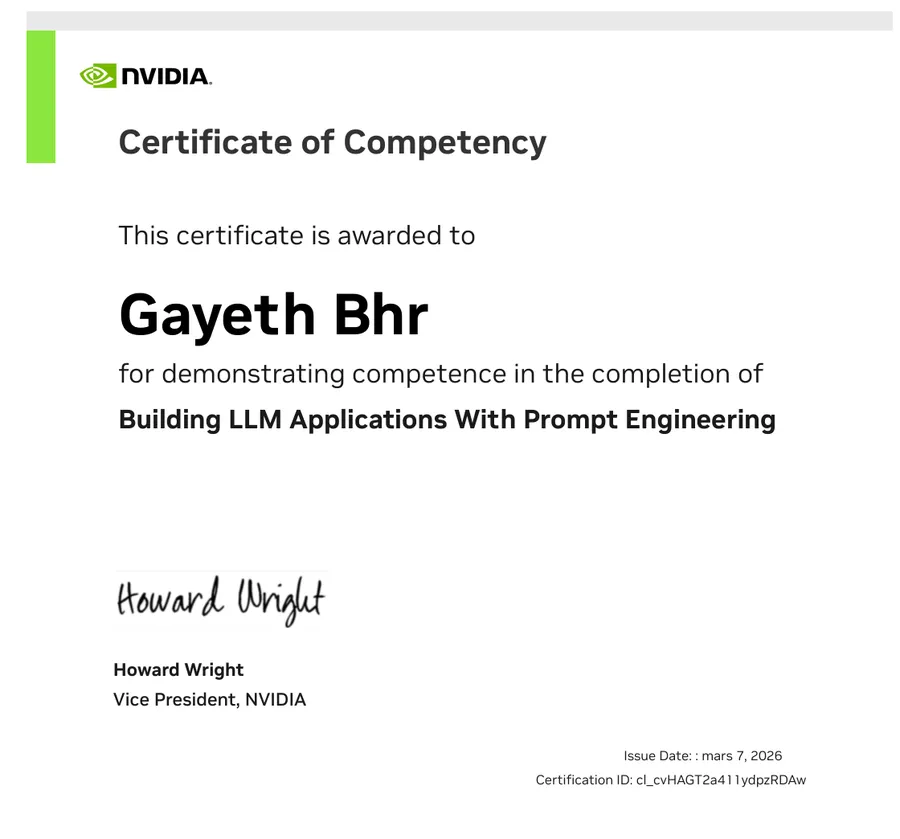 NVIDIA.
Certificate of Competency
This certificate is awarded to
Gayeth Bhr
for demonstrating competence in the completion of
Building LLM Applications With Prompt Engineering
Howard Wright
Howard Wright
Vice President, NVIDIA
Issue Date: : mars 7, 2026
Certification ID: cl_cvHAGT2a411ydpzRDAw